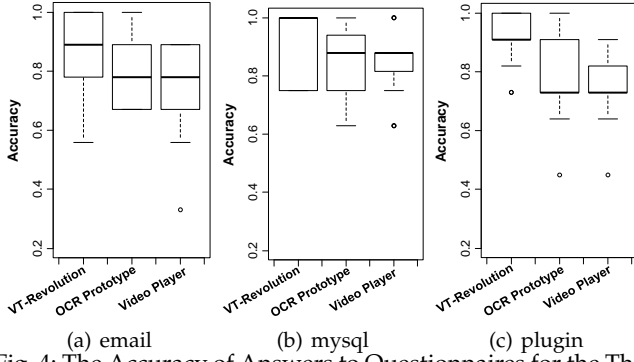 Accuracy
0.2 0.4 0.6 0.8 1.0
VT-Revolution
OCR Prototype
Video Player
(a) email
Accuracy
0.2 0.4 0.6 0.8 1.0
VT-Revolution
OCR Prototype
Video Player
(b) mysql
Accuracy
0.2 0.4 0.6 0.8 1.0
VT-Revolution
OCR Prototype
Video Player
(c) plugin
Fig. 4: The Accuracy of Answers to Questionnaires for the Th